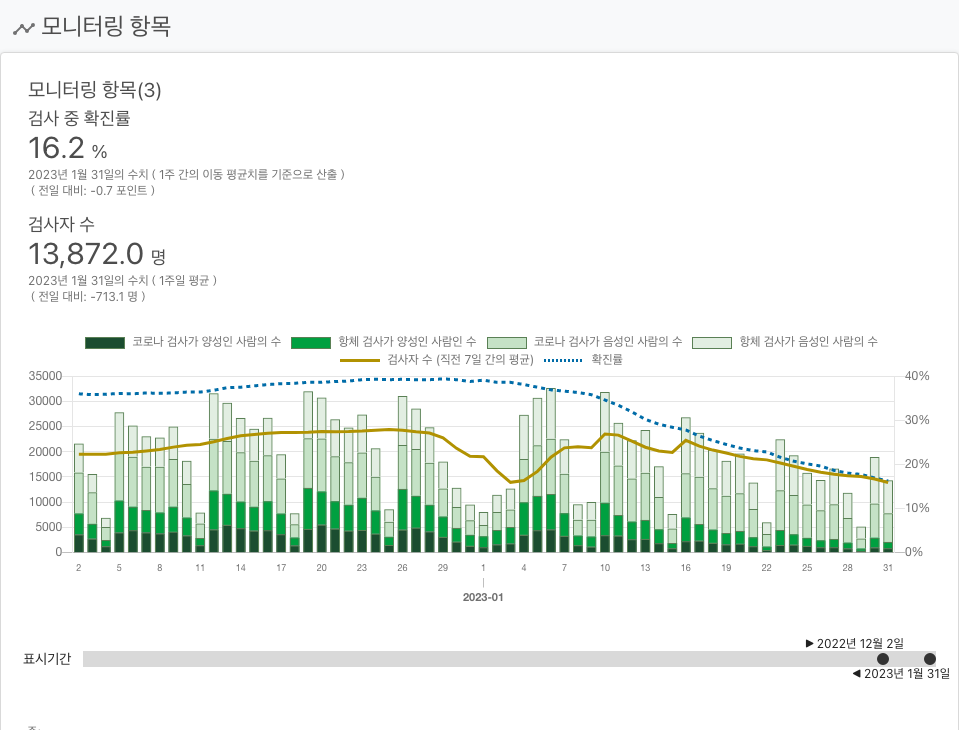 모니터링 항목
모니터링 항목(3)
검사 중 확진률
16.2 %
2023년 1월 31일의 수치 ( 1주 간의 이동 평균치를 기준으로 산출 )
( 전일 대비: -0.7 포인트 )
검사자 수
13,872.0 명
2023년 1월 31일의 수치 ( 1주일 평균 )
( 전일 대비: -713.1 명 )
코로나 검사가 양성인 사람의 수 항체 검사가 양성인 사람인 수 코로나 검사가 음성인 사람의 수 항체 검사가 음성인 사람의 수
검사자 수 (직전 7일 간의 평균) 확진률
35000 40%
30000
30%
25000
20000
20%
15000
10000
10%
5000
0 0%
2 5 8 11 14 17 20 23 26 29 1 4 7 10 13 16 19 22 25 28 31
2023-01
▶ 2022년 12월 2일
표시기간
◀ 2023년 1월 31일